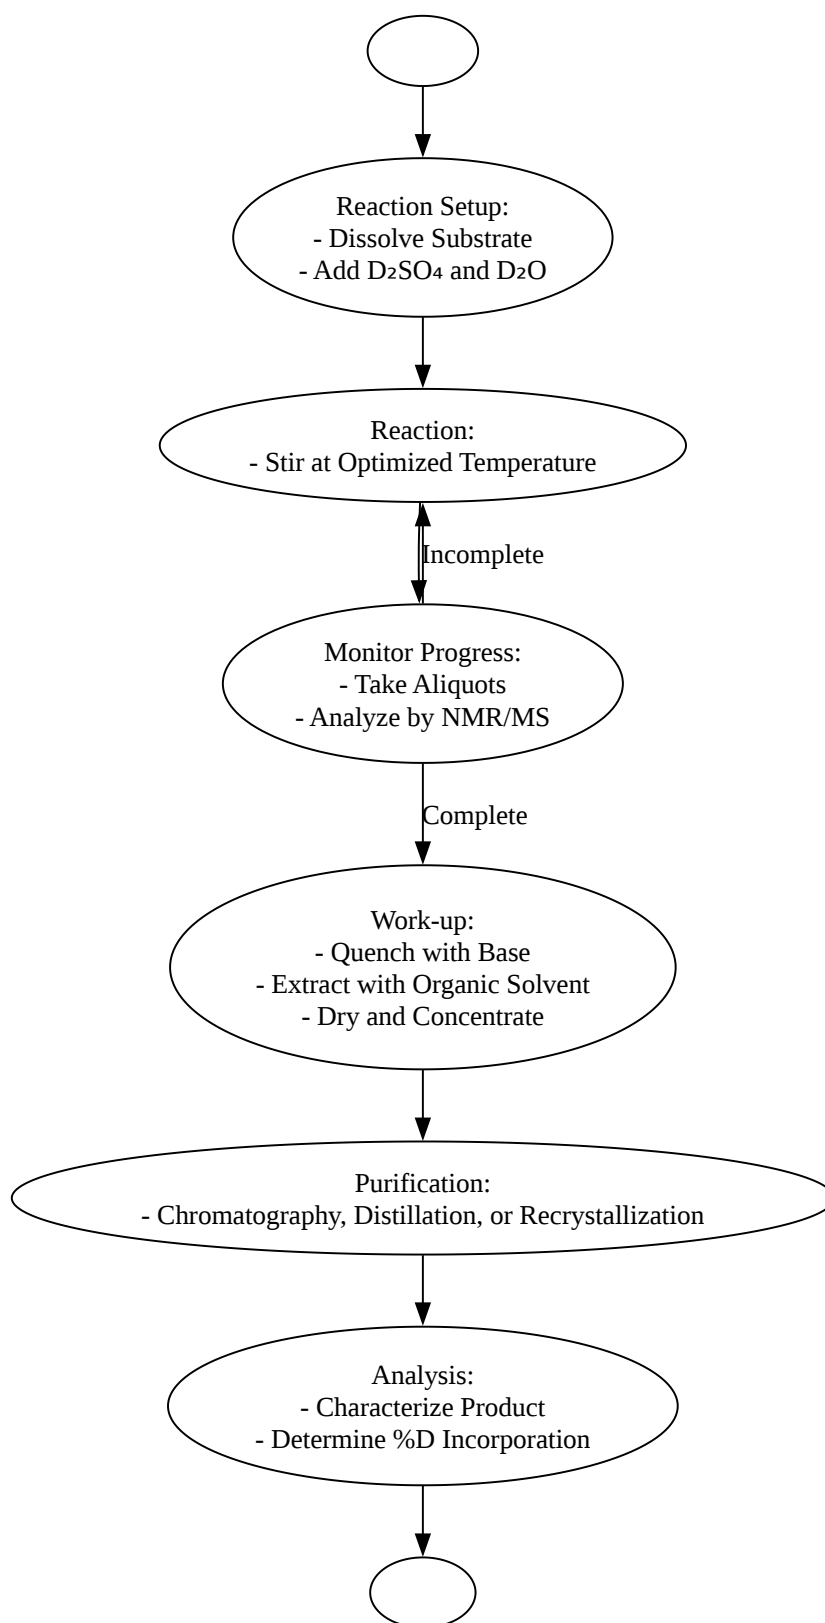 Reaction Setup:
- Dissolve Substrate
- Add D₂SO₄ and D₂O
Reaction:
- Stir at Optimized Temperature
Incomplete
Monitor Progress:
- Take Aliquots
- Analyze by NMR/MS
Complete
Work-up:
- Quench with Base
- Extract with Organic Solvent
- Dry and Concentrate
Purification:
- Chromatography, Distillation, or Recrystallization
Analysis:
- Characterize Product
- Determine %D Incorporation